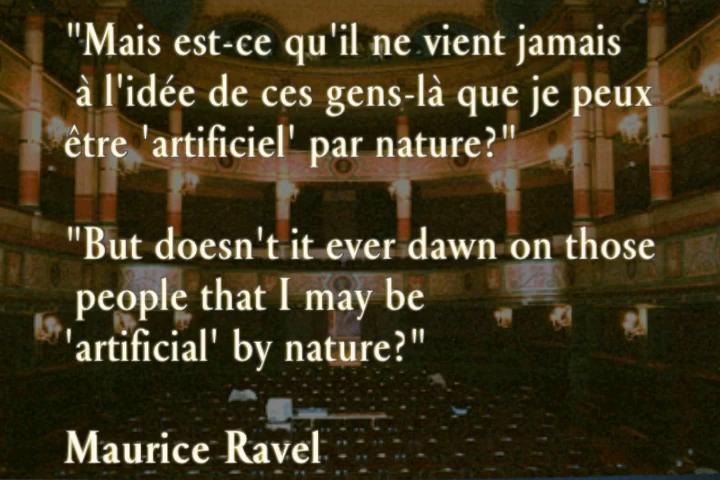 "Mais est-ce qu'il ne vient jamais
à l'idée de ces gens-là que je peux
être 'artificiel' par nature?"
"But doesn't it ever dawn on those
people that I may be
'artificial' by nature?"
Maurice Ravel